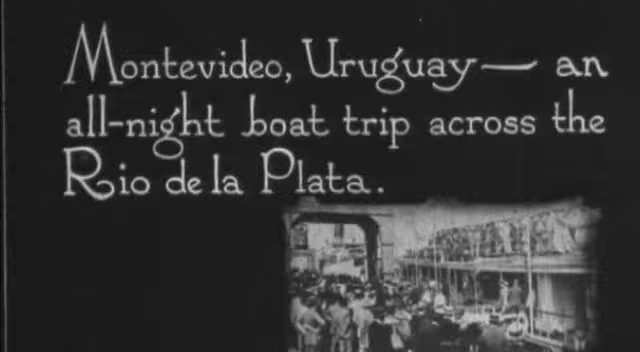 Montevideo, Uruguay — an
all-night boat trip across the
Rio de la Plata.